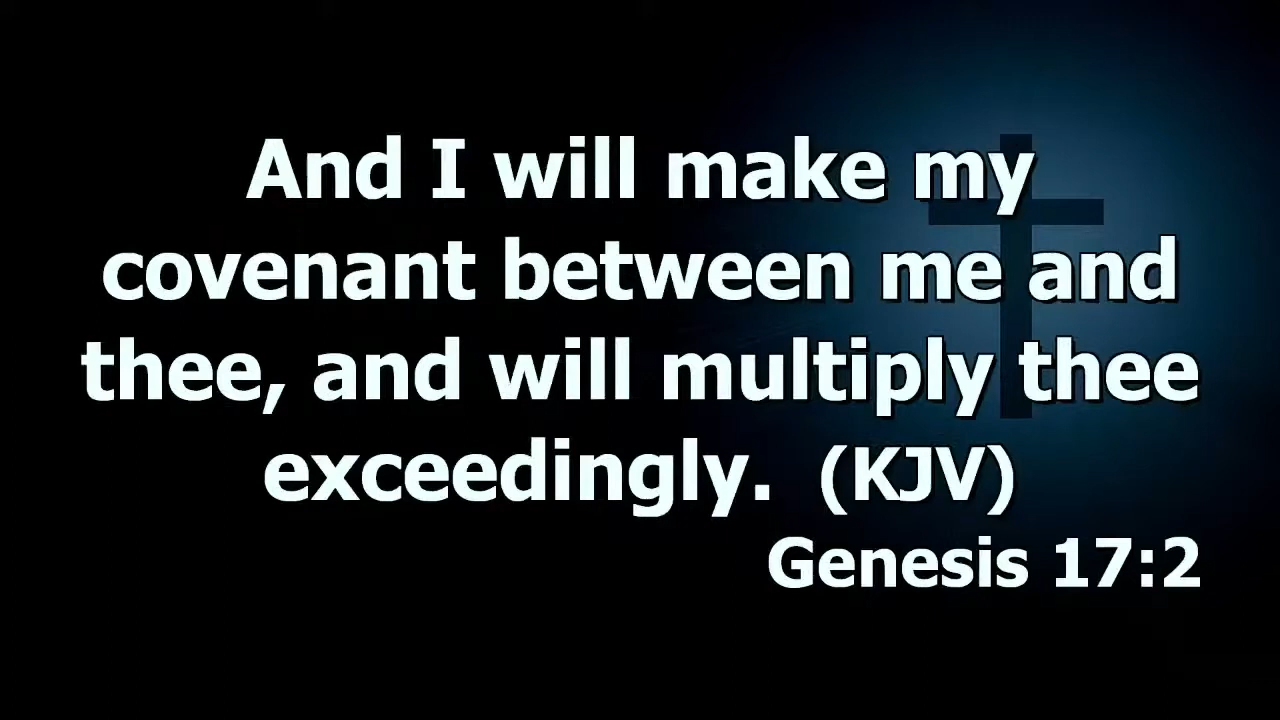 And I will make my
covenant between me and
thee, and will multiply thee
exceedingly.  (KJV)
Genesis 17:2